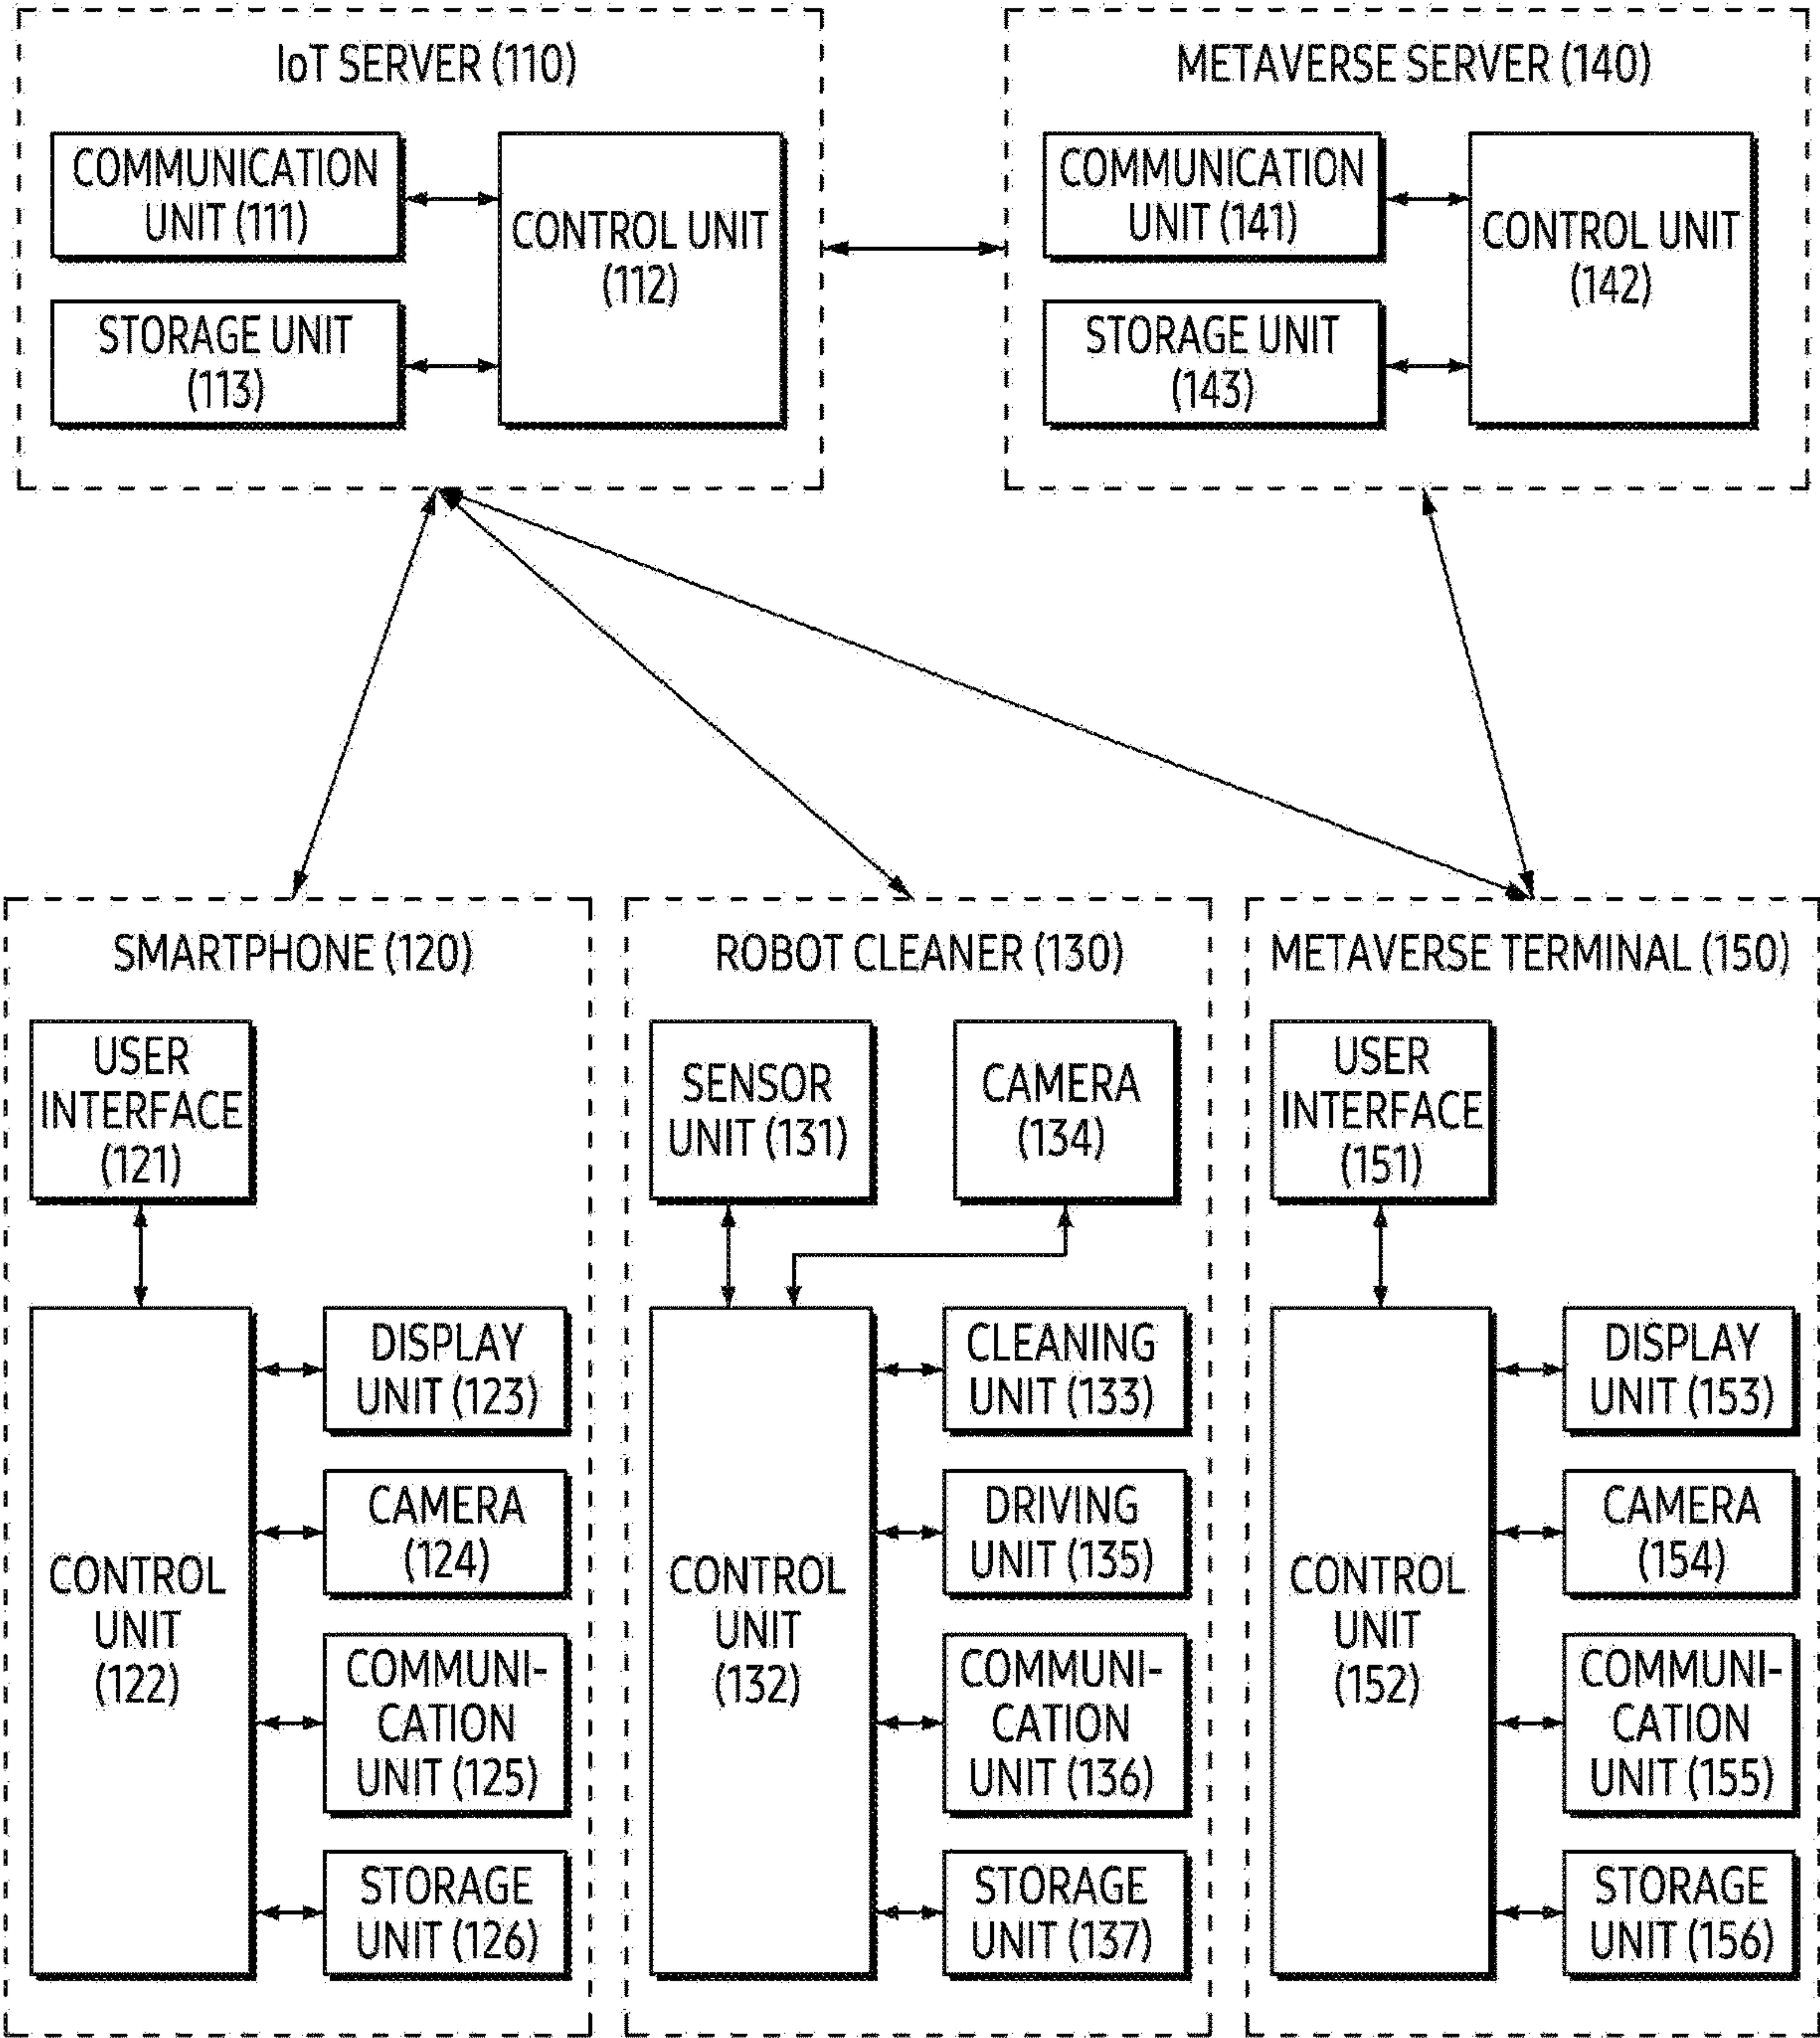 IoT SERVER (110)
COMMUNICATION
UNIT (111)
CONTROL UNIT
(112)
STORAGE UNIT
(113)
METAVERSE SERVER (140)
COMMUNICATION
UNIT (141)
CONTROL UNIT
(142)
STORAGE UNIT
(143)
SMARTPHONE (120)
USER
INTERFACE
(121)
CONTROL
UNIT
(122)
DISPLAY
UNIT (123)
CAMERA
(124)
COMMUNI-
CATION
UNIT (125)
STORAGE
UNIT (126)
ROBOT CLEANER (130)
SENSOR
UNIT (131)
CAMERA
(134)
CONTROL
UNIT
(132)
CLEANING
UNIT (133)
DRIVING
UNIT (135)
COMMUNI-
CATION
UNIT (136)
STORAGE
UNIT (137)
METAVERSE TERMINAL (150)
USER
INTERFACE
(151)
CONTROL
UNIT
(152)
DISPLAY
UNIT (153)
CAMERA
(154)
COMMUNI-
CATION
UNIT (155)
STORAGE
UNIT (156)